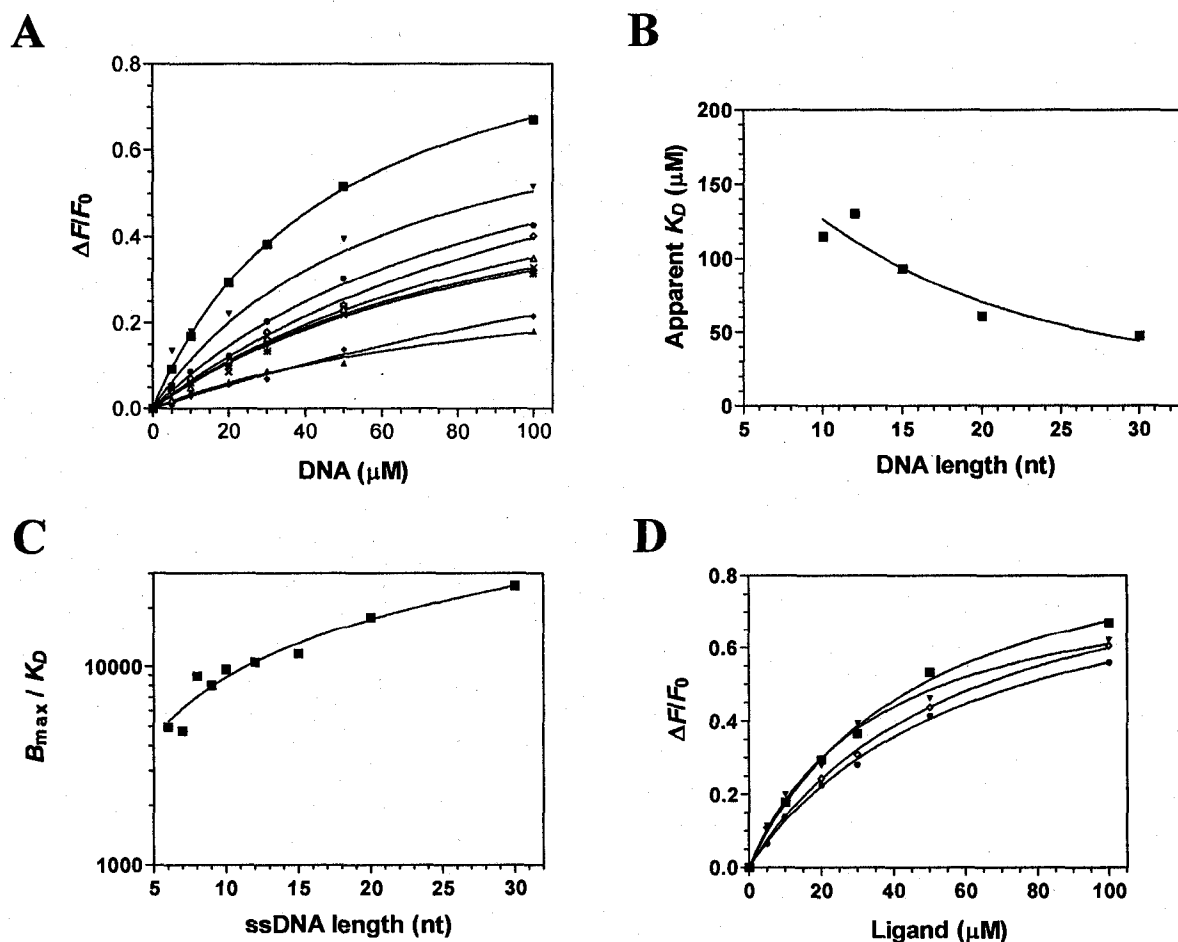 A
0.8
0.6
0.4
0.2
0.0
ΔF/F0
0 20 40 60 80 100
DNA (μM)
B
200
150
100
50
0
Apparent KD (μM)
5 10 15 20 25 30
DNA length (nt)
C
10000
1000
Bmax / KD
5 10 15 20 25 30
ssDNA length (nt)
D
0.8
0.6
0.4
0.2
0.0
ΔF/F0
0 20 40 60 80 100
Ligand (μM)